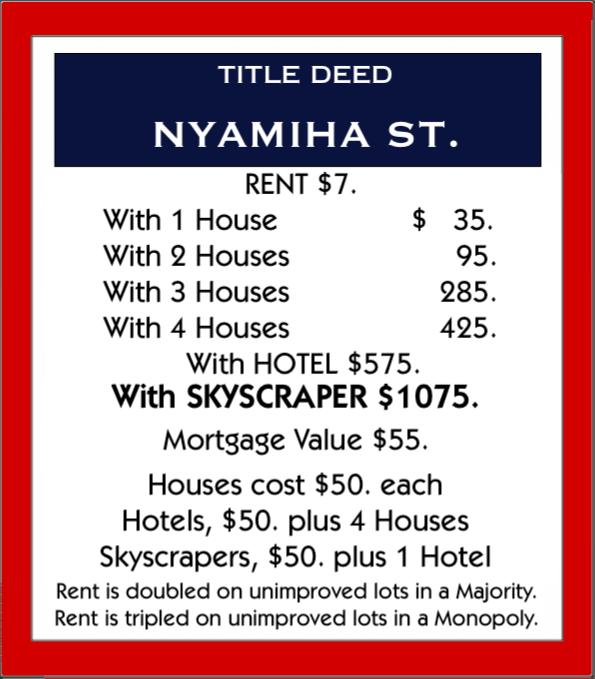 TITLE DEED
NYAMIHA ST.
RENT $7.
With 1 House $ 35.
With 2 Houses 95.
With 3 Houses 285.
With 4 Houses 425.
With HOTEL $575.
With SKYSCRAPER $1075.
Mortgage Value $55.
Houses cost $50. each
Hotels, $50. plus 4 Houses
Skyscrapers, $50. plus 1 Hotel
Rent is doubled on unimproved lots in a Majority.
Rent is tripled on unimproved lots in a Monopoly.